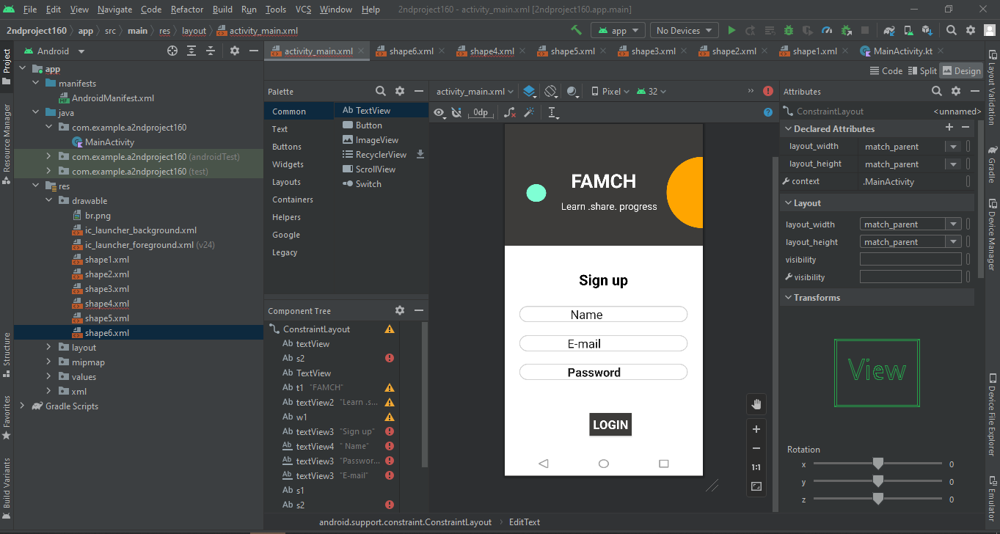 File Edit View Navigate Code Refactor Build Run Tools VCS Window Help 2ndproject160 - activity_main.xml [2ndproject160.app.main]
2ndproject160 app src main res layout activity_main.xml app No Devices
Project
Resource Manager
Structure
Favorites
Build Variants
Android
app
manifests
AndroidManifest.xml
java
com.example.a2ndproject160
MainActivity
com.example.a2ndproject160 (androidTest)
com.example.a2ndproject160 (test)
res
drawable
br.png
ic_launcher_background.xml
ic_launcher_foreground.xml (v24)
shape1.xml
shape2.xml
shape3.xml
shape4.xml
shape5.xml
shape6.xml
layout
mipmap
values
xml
Gradle Scripts
activity_main.xml shape6.xml shape4.xml shape5.xml shape3.xml shape2.xml shape1.xml MainActivity.kt
Code Split Design
Palette
Common
Text
Buttons
Widgets
Layouts
Containers
Helpers
Google
Legacy
Ab TextView
Button
ImageView
RecyclerView
ScrollView
Switch
Component Tree
ConstraintLayout
Ab textView
Ab s2
Ab TextView
Ab t1 "FAMCH"
Ab textView2 "Learn .s...
Ab w1
Ab textView3 "Sign up"
Ab textView4 " Name"
Ab textView3 "Passwor...
Ab textView3 "E-mail"
Ab s1
Ab s2
activity_main.xml Pixel 32 »
0dp
FAMCH
Learn .share. progress
Sign up
Name
E-mail
Password
LOGIN
1:1
android.support.constraint.ConstraintLayout EditText
Attributes
ConstraintLayout <unnamed>
Declared Attributes
layout_width match_parent
layout_height match_parent
context .MainActivity
Layout
layout_width match_parent
layout_height match_parent
visibility
visibility
Transforms
View
Rotation
x 0
y 0
z 0
Layout Validation
Gradle
Device Manager
Device File Explorer
Emulator